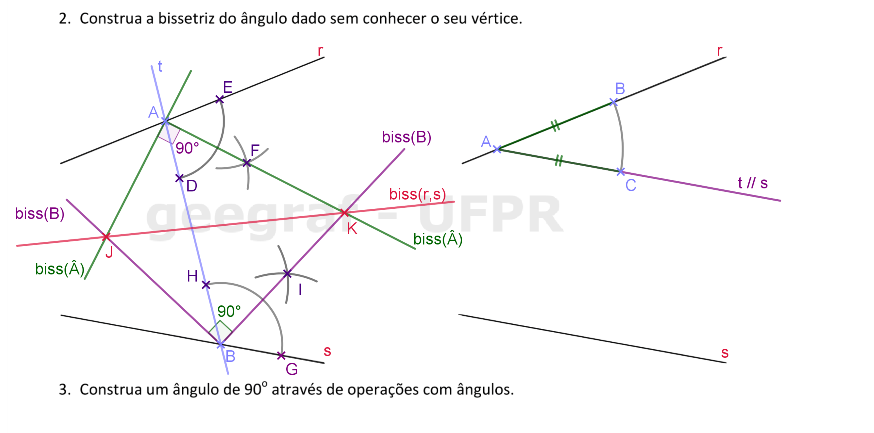 2. Construa a bissetriz do ângulo dado sem conhecer o seu vértice.
r
t
E
A
90°
F
D
biss(B)
biss(r,s)
biss(B)
K
biss(Â)
J
biss(Â)
H
I
90°
B
s
G
geegraf - UFPR
r
B
A
C
t // s
s
3. Construa um ângulo de 90° através de operações com ângulos.